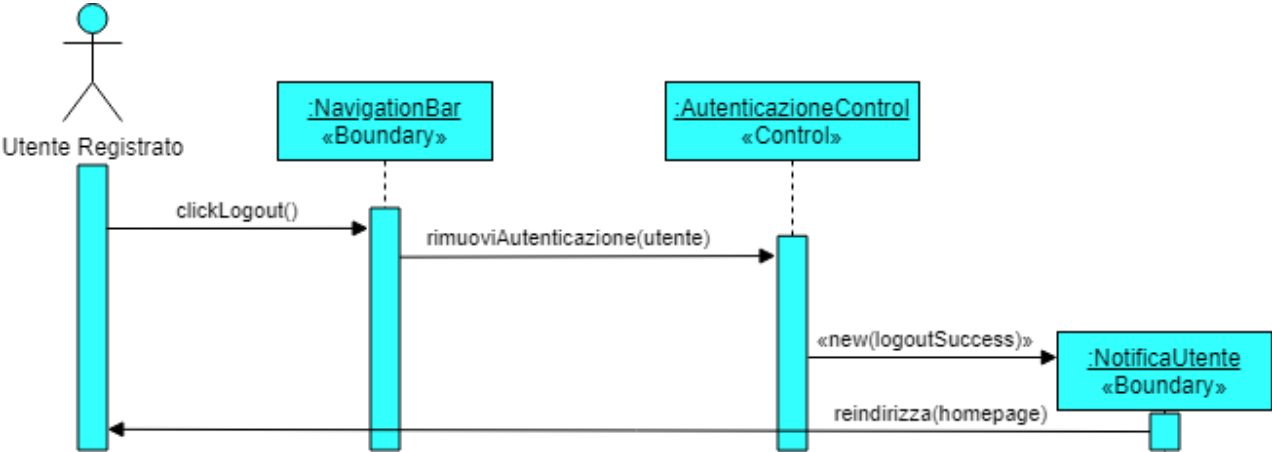 Utente Registrato
:NavigationBar
«Boundary»
:AutenticazioneControl
«Control»
clickLogout()
rimuoviAutenticazione(utente)
«new(logoutSuccess)»
:NotificaUtente
«Boundary»
reindirizza(homepage)